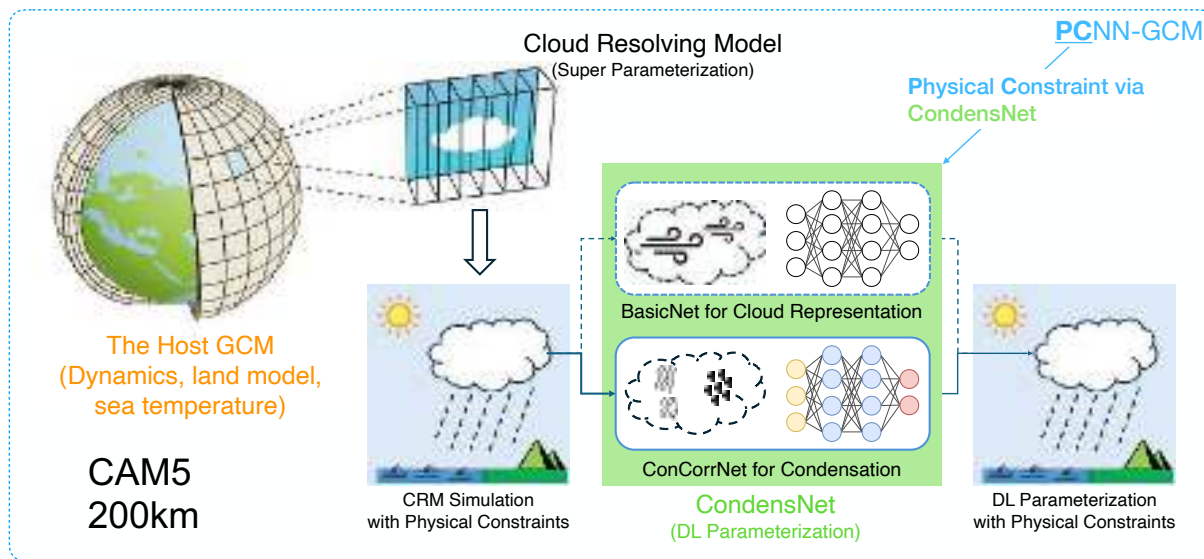 PCNN-GCM
Cloud Resolving Model
(Super Parameterization)
Physical Constraint via
CondensNet
BasicNet for Cloud Representation
The Host GCM
(Dynamics, land model,
sea temperature)
ConCorrNet for Condensation
CAM5
200km
CRM Simulation
with Physical Constraints
CondensNet
(DL Parameterization)
DL Parameterization
with Physical Constraints